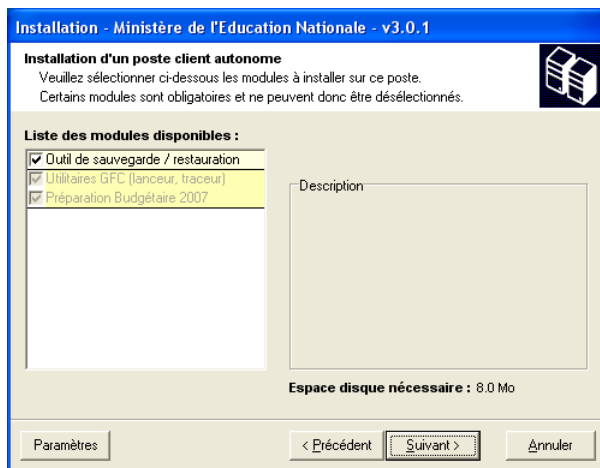 Installation - Ministère de l'Education Nationale - v3.0.1
Installation d'un poste client autonome
Veuillez sélectionner ci-dessous les modules à installer sur ce poste.
Certains modules sont obligatoires et ne peuvent donc être désélectionnés.
Liste des modules disponibles :
Outil de sauvegarde / restauration
Utilitaires GFC (lanceur, traceur)
Préparation Budgétaire 2007
Description
Espace disque nécessaire : 8.0 Mo
Paramètres
< Précédent
Suivant >
Annuler